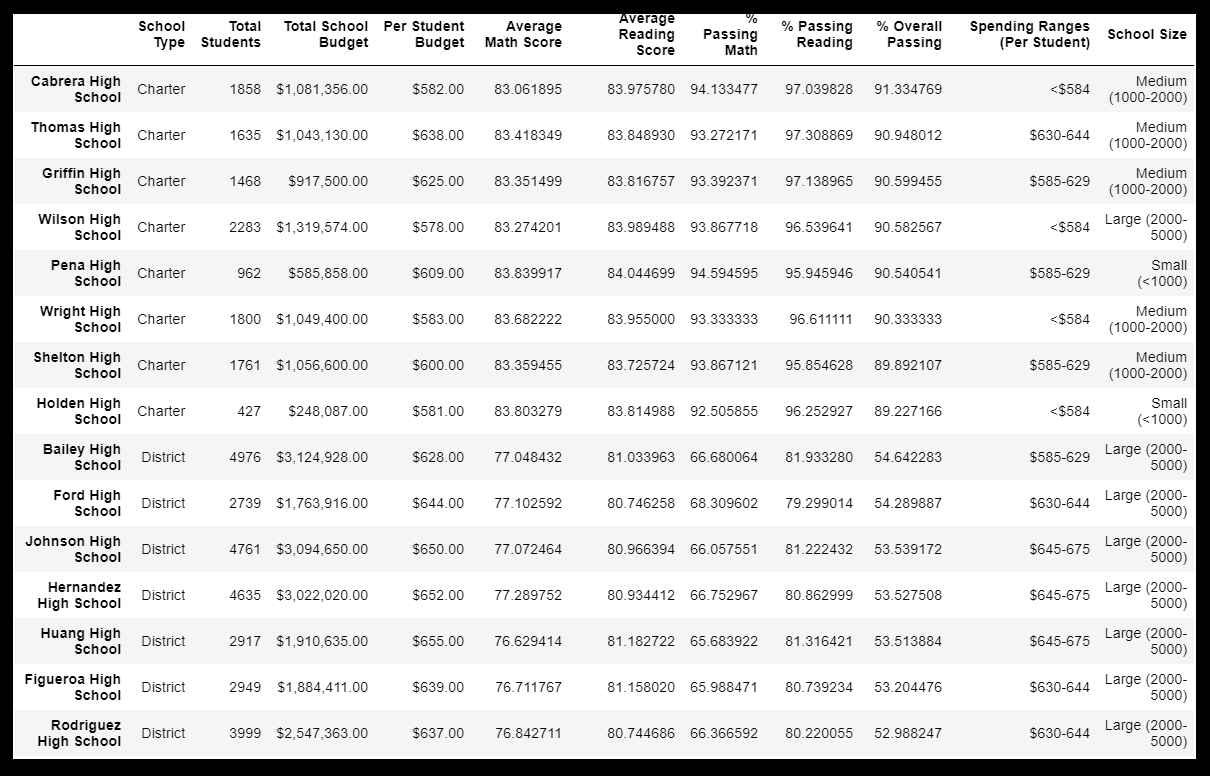 School Type Total Students Total School Budget Per Student Budget Average Math Score Average Reading Score % Passing Math % Passing Reading % Overall Passing Spending Ranges (Per Student) School Size
Cabrera High School Charter 1858 $1,081,356.00 $582.00 83.061895 83.975780 94.133477 97.039828 91.334769 <$584 Medium (1000-2000)
Thomas High School Charter 1635 $1,043,130.00 $638.00 83.418349 83.848930 93.272171 97.308869 90.948012 $630-644 Medium (1000-2000)
Griffin High School Charter 1468 $917,500.00 $625.00 83.351499 83.816757 93.392371 97.138965 90.599455 $585-629 Medium (1000-2000)
Wilson High School Charter 2283 $1,319,574.00 $578.00 83.274201 83.989488 93.867718 96.539641 90.582567 <$584 Large (2000-5000)
Pena High School Charter 962 $585,858.00 $609.00 83.839917 84.044699 94.594595 95.945946 90.540541 $585-629 Small (<1000)
Wright High School Charter 1800 $1,049,400.00 $583.00 83.682222 83.955000 93.333333 96.611111 90.333333 <$584 Medium (1000-2000)
Shelton High School Charter 1761 $1,056,600.00 $600.00 83.359455 83.725724 93.867121 95.854628 89.892107 $585-629 Medium (1000-2000)
Holden High School Charter 427 $248,087.00 $581.00 83.803279 83.814988 92.505855 96.252927 89.227166 <$584 Small (<1000)
Bailey High School District 4976 $3,124,928.00 $628.00 77.048432 81.033963 66.680064 81.933280 54.642283 $585-629 Large (2000-5000)
Ford High School District 2739 $1,763,916.00 $644.00 77.102592 80.746258 68.309602 79.299014 54.289887 $630-644 Large (2000-5000)
Johnson High School District 4761 $3,094,650.00 $650.00 77.072464 80.966394 66.057551 81.222432 53.539172 $645-675 Large (2000-5000)
Hernandez High School District 4635 $3,022,020.00 $652.00 77.289752 80.934412 66.752967 80.862999 53.527508 $645-675 Large (2000-5000)
Huang High School District 2917 $1,910,635.00 $655.00 76.629414 81.182722 65.683922 81.316421 53.513884 $645-675 Large (2000-5000)
Figueroa High School District 2949 $1,884,411.00 $639.00 76.711767 81.158020 65.988471 80.739234 53.204476 $630-644 Large (2000-5000)
Rodriguez High School District 3999 $2,547,363.00 $637.00 76.842711 80.744686 66.366592 80.220055 52.988247 $630-644 Large (2000-5000)